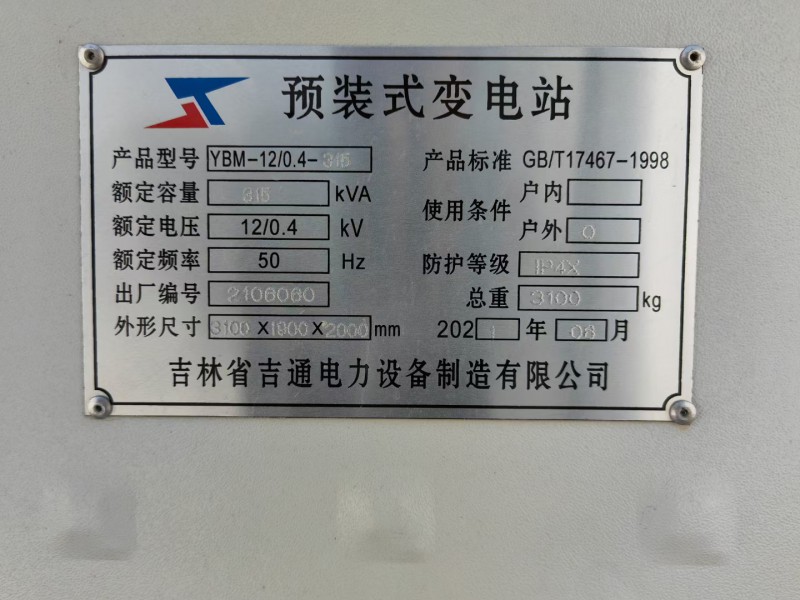 预装式变电站
产品型号 YBM-12/0.4-315 产品标准 GB/T17467-1998
额定容量 315 kVA 使用条件 户内
额定电压 12/0.4 kV 户外 0
额定频率 50 Hz 防护等级 IP4X
出厂编号 2106060 总重 3100 kg
外形尺寸 3100 X 1900 X 2000 mm 2021 年 06 月
吉林省吉通电力设备制造有限公司